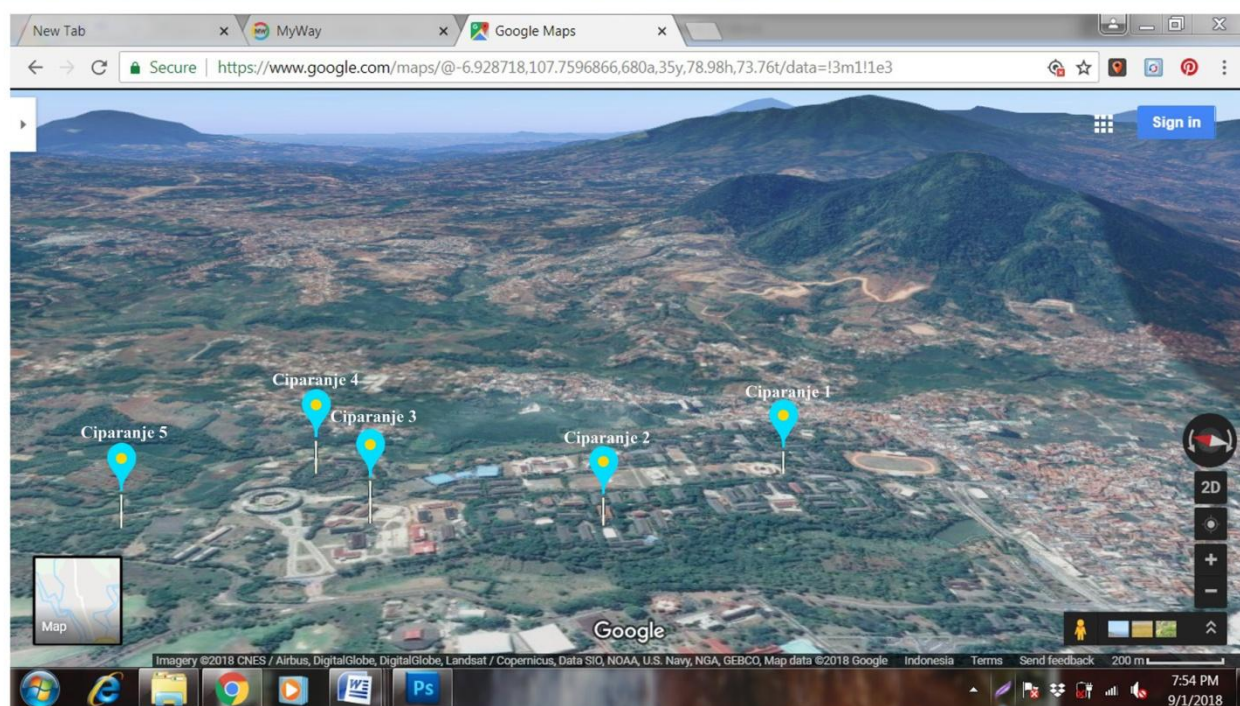 New Tab
MyWay
Google Maps
Secure
https://www.google.com/maps/@-6.928718,107.7596866,680a,35y,78.98h,73.76t/data=!3m1!1e3
Sign in
Ciparanje 4
Ciparanje 1
Ciparanje 3
Ciparanje 5
Ciparanje 2
2D
Map
Google
Imagery ©2018 CNES / Airbus, DigitalGlobe, DigitalGlobe, Landsat / Copernicus, Data SIO, NOAA, U.S. Navy, NGA, GEBCO, Map data ©2018 Google Indonesia Terms Send feedback 200 m
Ps
7:54 PM
9/1/2018